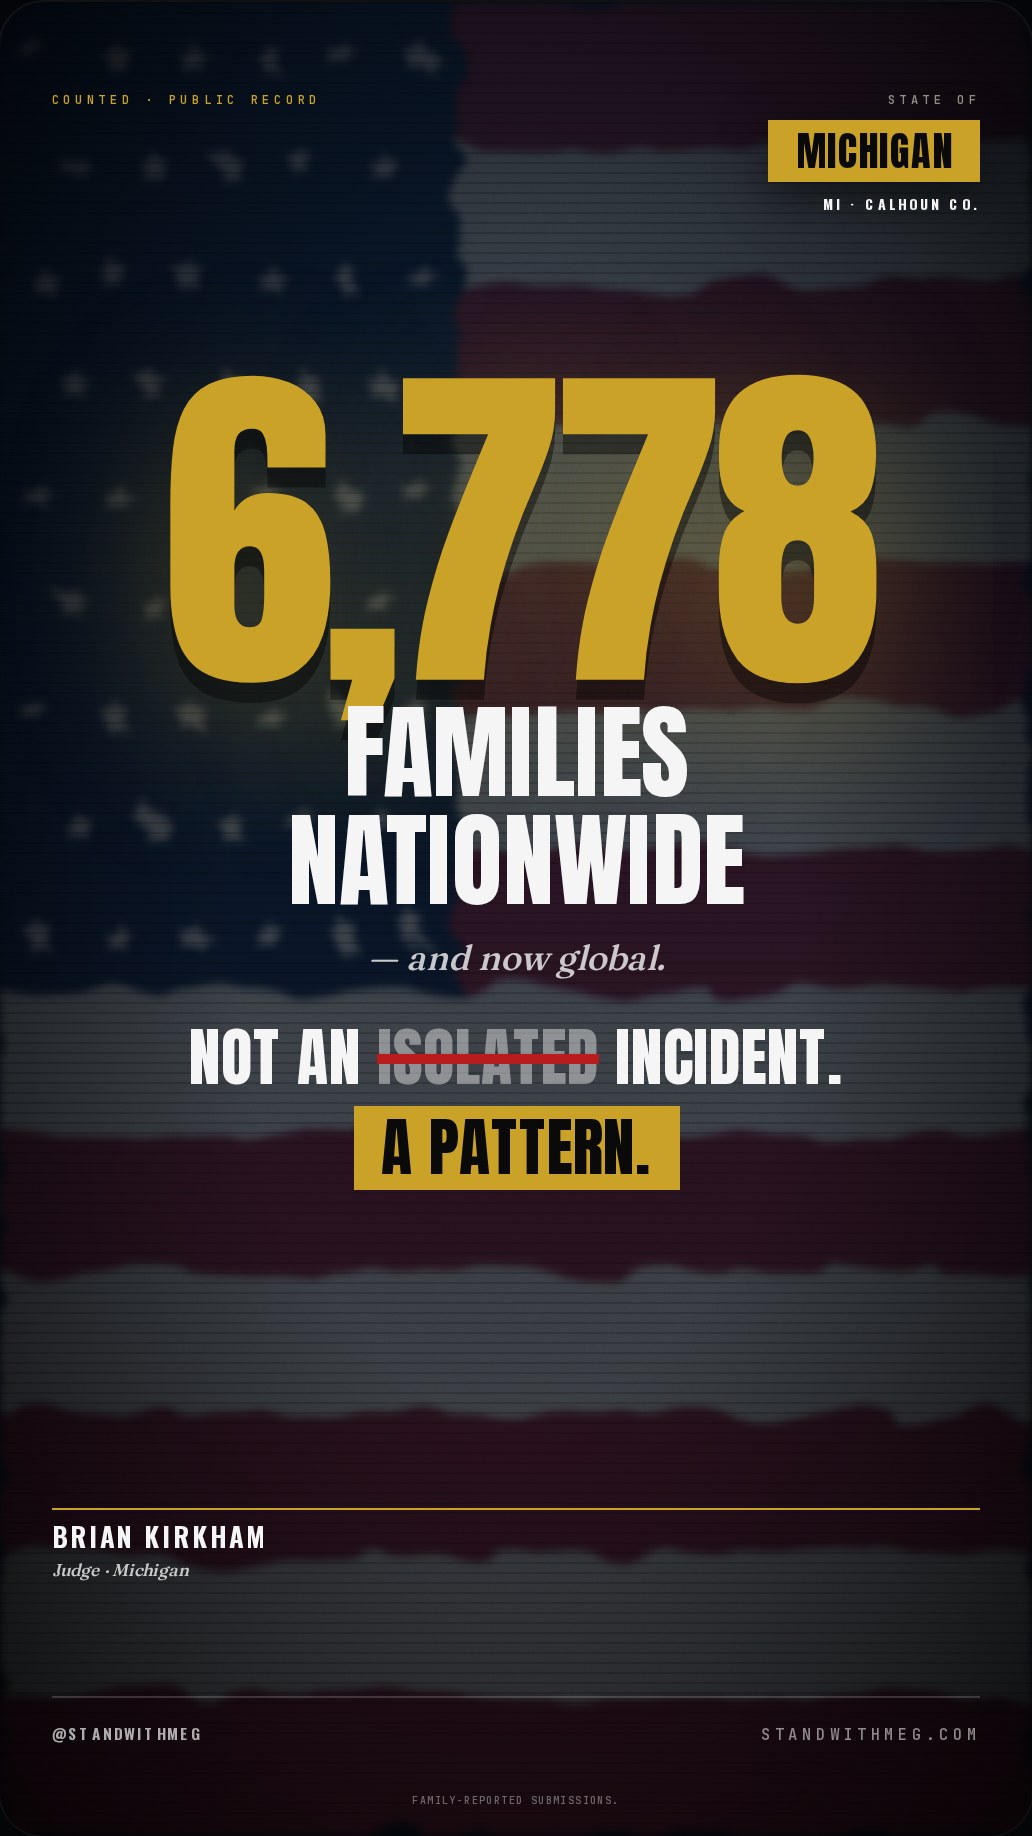 COUNTED · PUBLIC RECORD
STATE OF
MICHIGAN
MI · CALHOUN CO.
6,778
FAMILIES
NATIONWIDE
— and now global.
NOT AN ISOLATED INCIDENT.
A PATTERN.
BRIAN KIRKHAM
Judge · Michigan
@STANDWITHMEG
STANDWITHMEG.COM
FAMILY-REPORTED SUBMISSIONS.